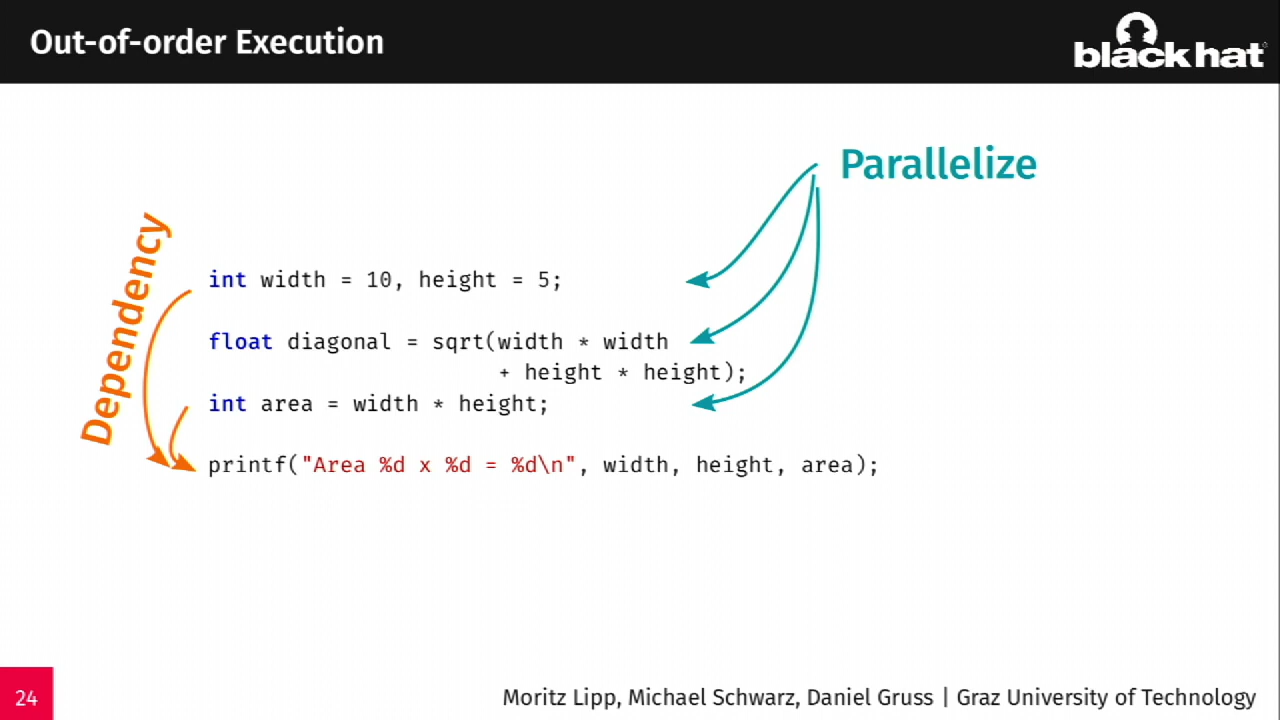 Out-of-order Execution
black hat
Parallelize
Dependency
int width = 10, height = 5;
float diagonal = sqrt(width * width
+ height * height);
int area = width * height;
printf("Area %d x %d = %d\n", width, height, area);
24
Moritz Lipp, Michael Schwarz, Daniel Gruss | Graz University of Technology